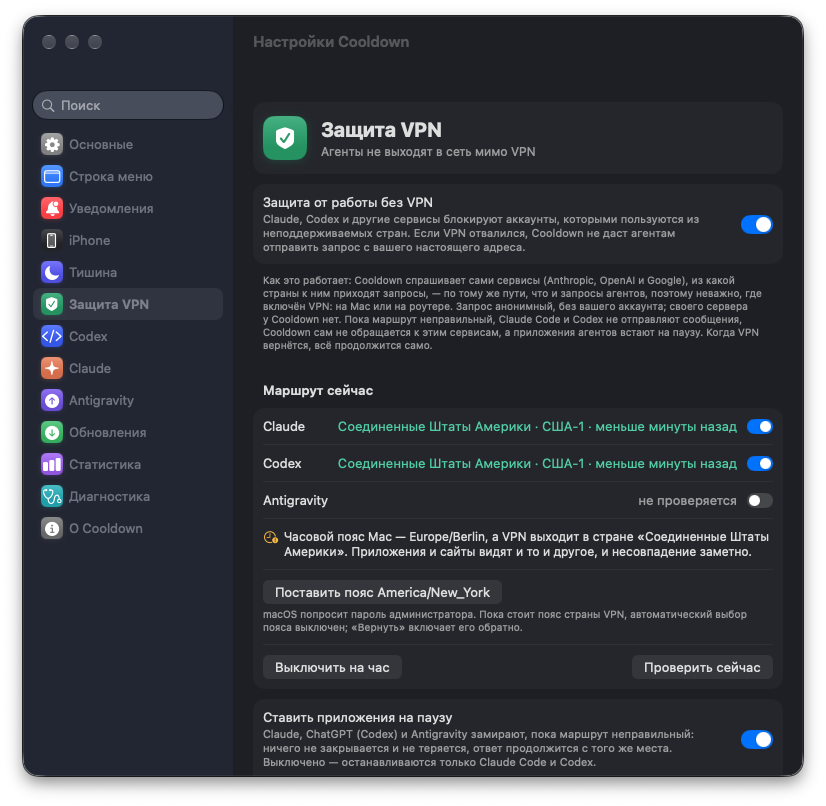 Настройки Cooldown
Поиск
Основные
Строка меню
Уведомления
iPhone
Тишина
Защита VPN
Codex
Claude
Antigravity
Обновления
Статистика
Диагностика
О Cooldown
Защита VPN
Агенты не выходят в сеть мимо VPN
Защита от работы без VPN
Claude, Codex и другие сервисы блокируют аккаунты, которыми пользуются из
неподдерживаемых стран. Если VPN отвалился, Cooldown не даст агентам
отправить запрос с вашего настоящего адреса.
Как это работает: Cooldown спрашивает сами сервисы (Anthropic, OpenAI и Google), из какой
страны к ним приходят запросы, — по тому же пути, что и запросы агентов, поэтому неважно, где
включён VPN: на Mac или на роутере. Запрос анонимный, без вашего аккаунта; своего сервера
у Cooldown нет. Пока маршрут неправильный, Claude Code и Codex не отправляют сообщения,
Cooldown сам не обращается к этим сервисам, а приложения агентов встают на паузу. Когда VPN
вернётся, всё продолжится само.
Маршрут сейчас
Claude Соединенные Штаты Америки · США-1 · меньше минуты назад
Codex Соединенные Штаты Америки · США-1 · меньше минуты назад
Antigravity не проверяется
Часовой пояс Mac — Europe/Berlin, а VPN выходит в стране «Соединенные Штаты
Америки». Приложения и сайты видят и то и другое, и несовпадение заметно.
Поставить пояс America/New_York
macOS попросит пароль администратора. Пока стоит пояс страны VPN, автоматический выбор
пояса выключен; «Вернуть» включает его обратно.
Выключить на час Проверить сейчас
Ставить приложения на паузу
Claude, ChatGPT (Codex) и Antigravity замирают, пока маршрут неправильный:
ничего не закрывается и не теряется, ответ продолжится с того же места.
Выключено — останавливаются только Claude Code и Codex.